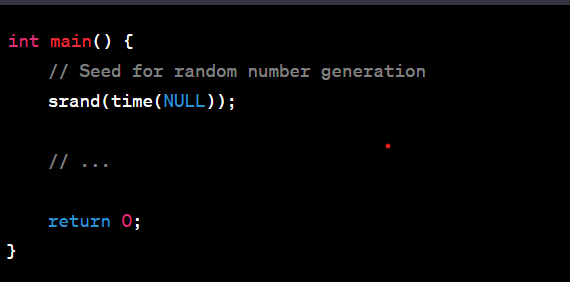 int main() {
    // Seed for random number generation
    srand(time(NULL));
    // ...
    return 0;
}